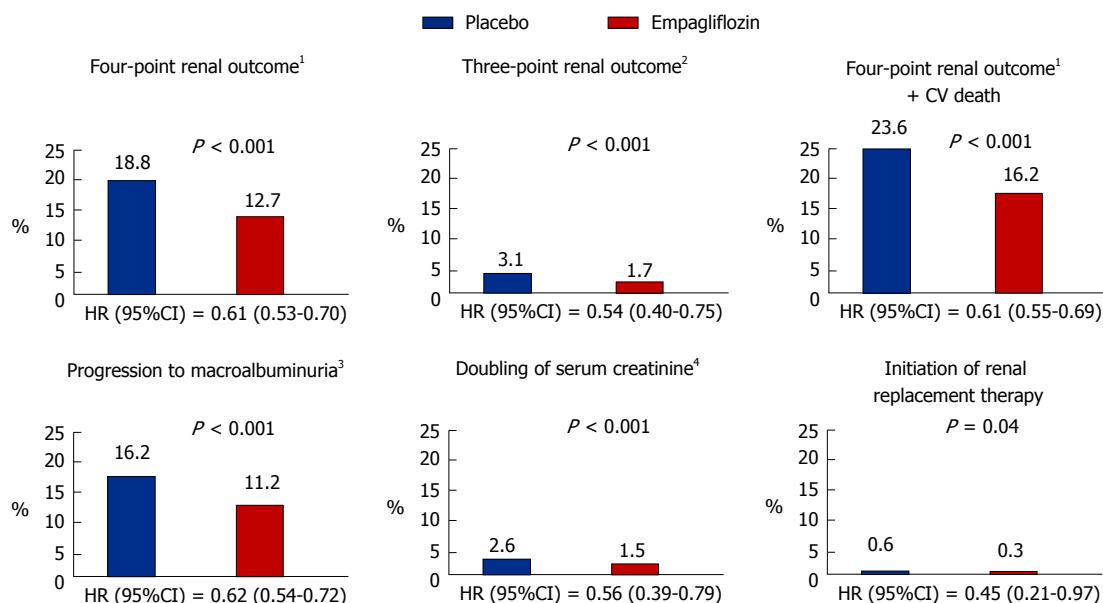 Placebo Empagliflozin
Four-point renal outcome1
P < 0.001
25
20
15
10
5
0
%
18.8
12.7
HR (95%CI) = 0.61 (0.53-0.70)
Three-point renal outcome2
P < 0.001
25
20
15
10
5
0
%
3.1
1.7
HR (95%CI) = 0.54 (0.40-0.75)
Four-point renal outcome1
+ CV death
23.6
P < 0.001
25
20
15
10
5
0
%
16.2
HR (95%CI) = 0.61 (0.55-0.69)
Progression to macroalbuminuria3
P < 0.001
25
20
15
10
5
0
%
16.2
11.2
HR (95%CI) = 0.62 (0.54-0.72)
Doubling of serum creatinine4
P < 0.001
25
20
15
10
5
0
%
2.6
1.5
HR (95%CI) = 0.56 (0.39-0.79)
Initiation of renal
replacement therapy
P = 0.04
25
20
15
10
5
0
%
0.6
0.3
HR (95%CI) = 0.45 (0.21-0.97)